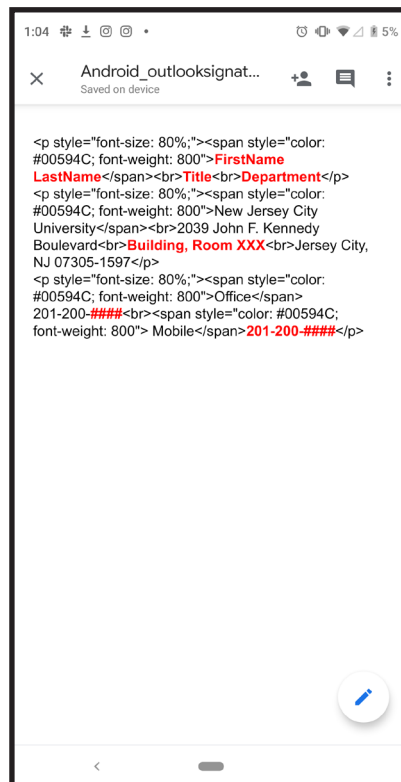 1:04 5%
Android_outlooksignat...
Saved on device
<p style="font-size: 80%;"><span style="color:
#00594C; font-weight: 800">FirstName
LastName</span><br>Title<br>Department</p>
<p style="font-size: 80%;"><span style="color:
#00594C; font-weight: 800">New Jersey City
University</span><br>2039 John F. Kennedy
Boulevard<br>Building, Room XXX<br>Jersey City,
NJ 07305-1597</p>
<p style="font-size: 80%;"><span style="color:
#00594C; font-weight: 800">Office</span>
201-200-####<br><span style="color: #00594C;
font-weight: 800"> Mobile</span>201-200-####</p>